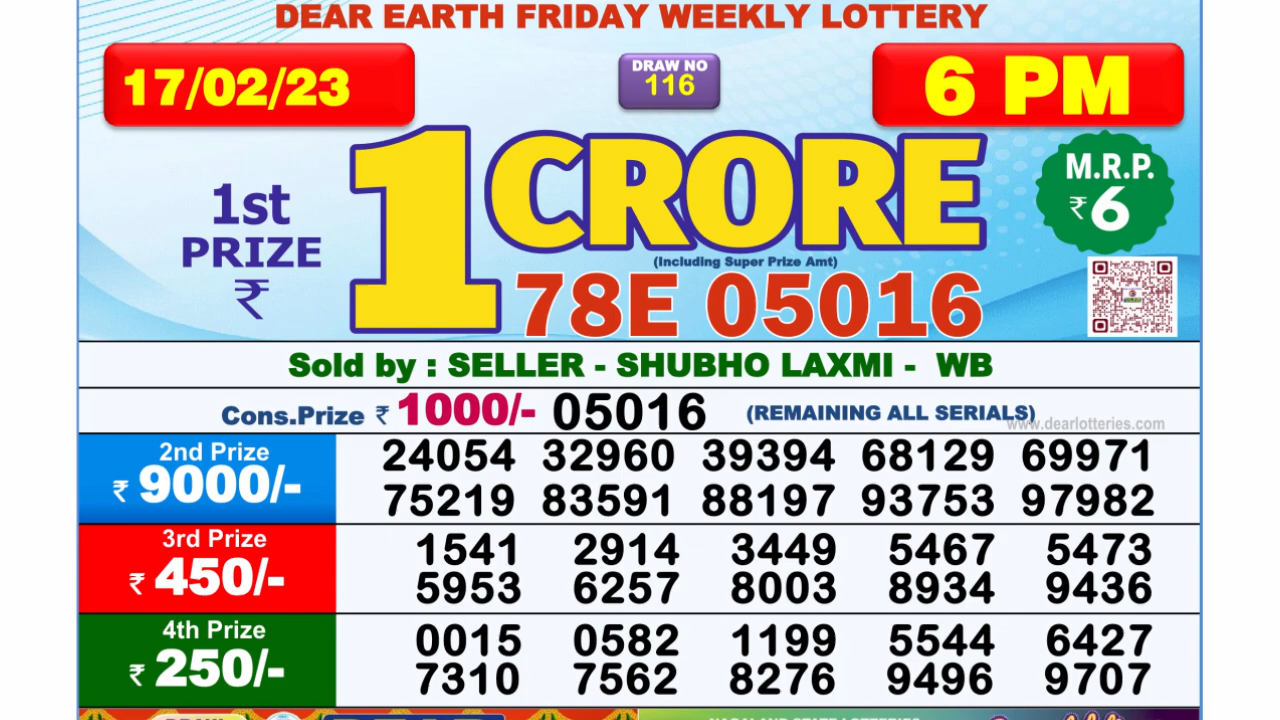 DEAR EARTH FRIDAY WEEKLY LOTTERY
17/02/23
DRAW NO
116
6 PM
1st
PRIZE
₹
1 CRORE
(Including Super Prize Amt)
78E 05016
M.R.P.
₹6
Sold by : SELLER - SHUBHO LAXMI - WB
Cons.Prize ₹ 1000/- 05016 (REMAINING ALL SERIALS)
www.dearlotteries.com
2nd Prize
₹ 9000/-
24054 32960 39394 68129 69971
75219 83591 88197 93753 97982
3rd Prize
₹ 450/-
1541 2914 3449 5467 5473
5953 6257 8003 8934 9436
4th Prize
₹ 250/-
0015 0582 1199 5544 6427
7310 7562 8276 9496 9707